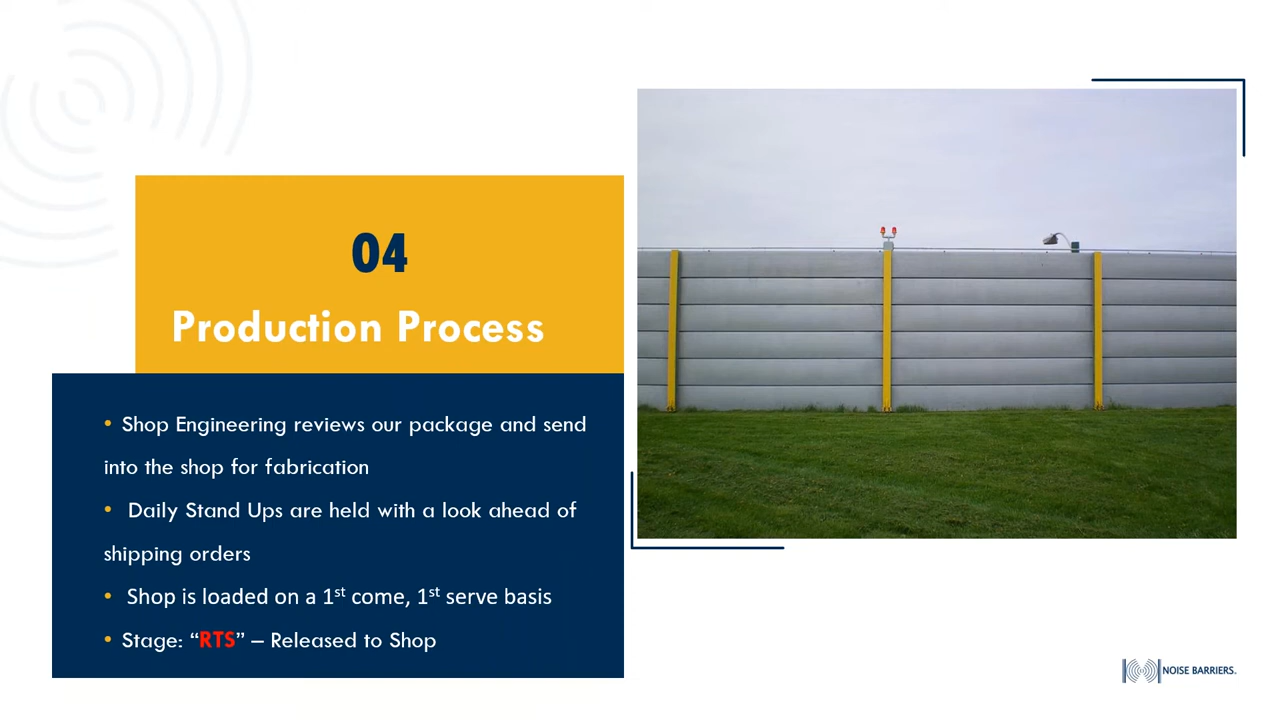 04
Production Process
• Shop Engineering reviews our package and send
into the shop for fabrication
• Daily Stand Ups are held with a look ahead of
shipping orders
• Shop is loaded on a 1st come, 1st serve basis
• Stage: “RTS” – Released to Shop
NOISE BARRIERS.